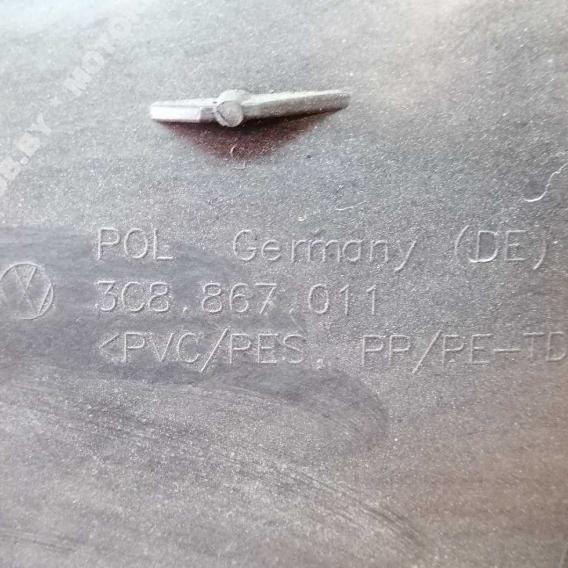 POL Germany (DE)
3C8.867.011
<PVC/PES, PP/PE-TD